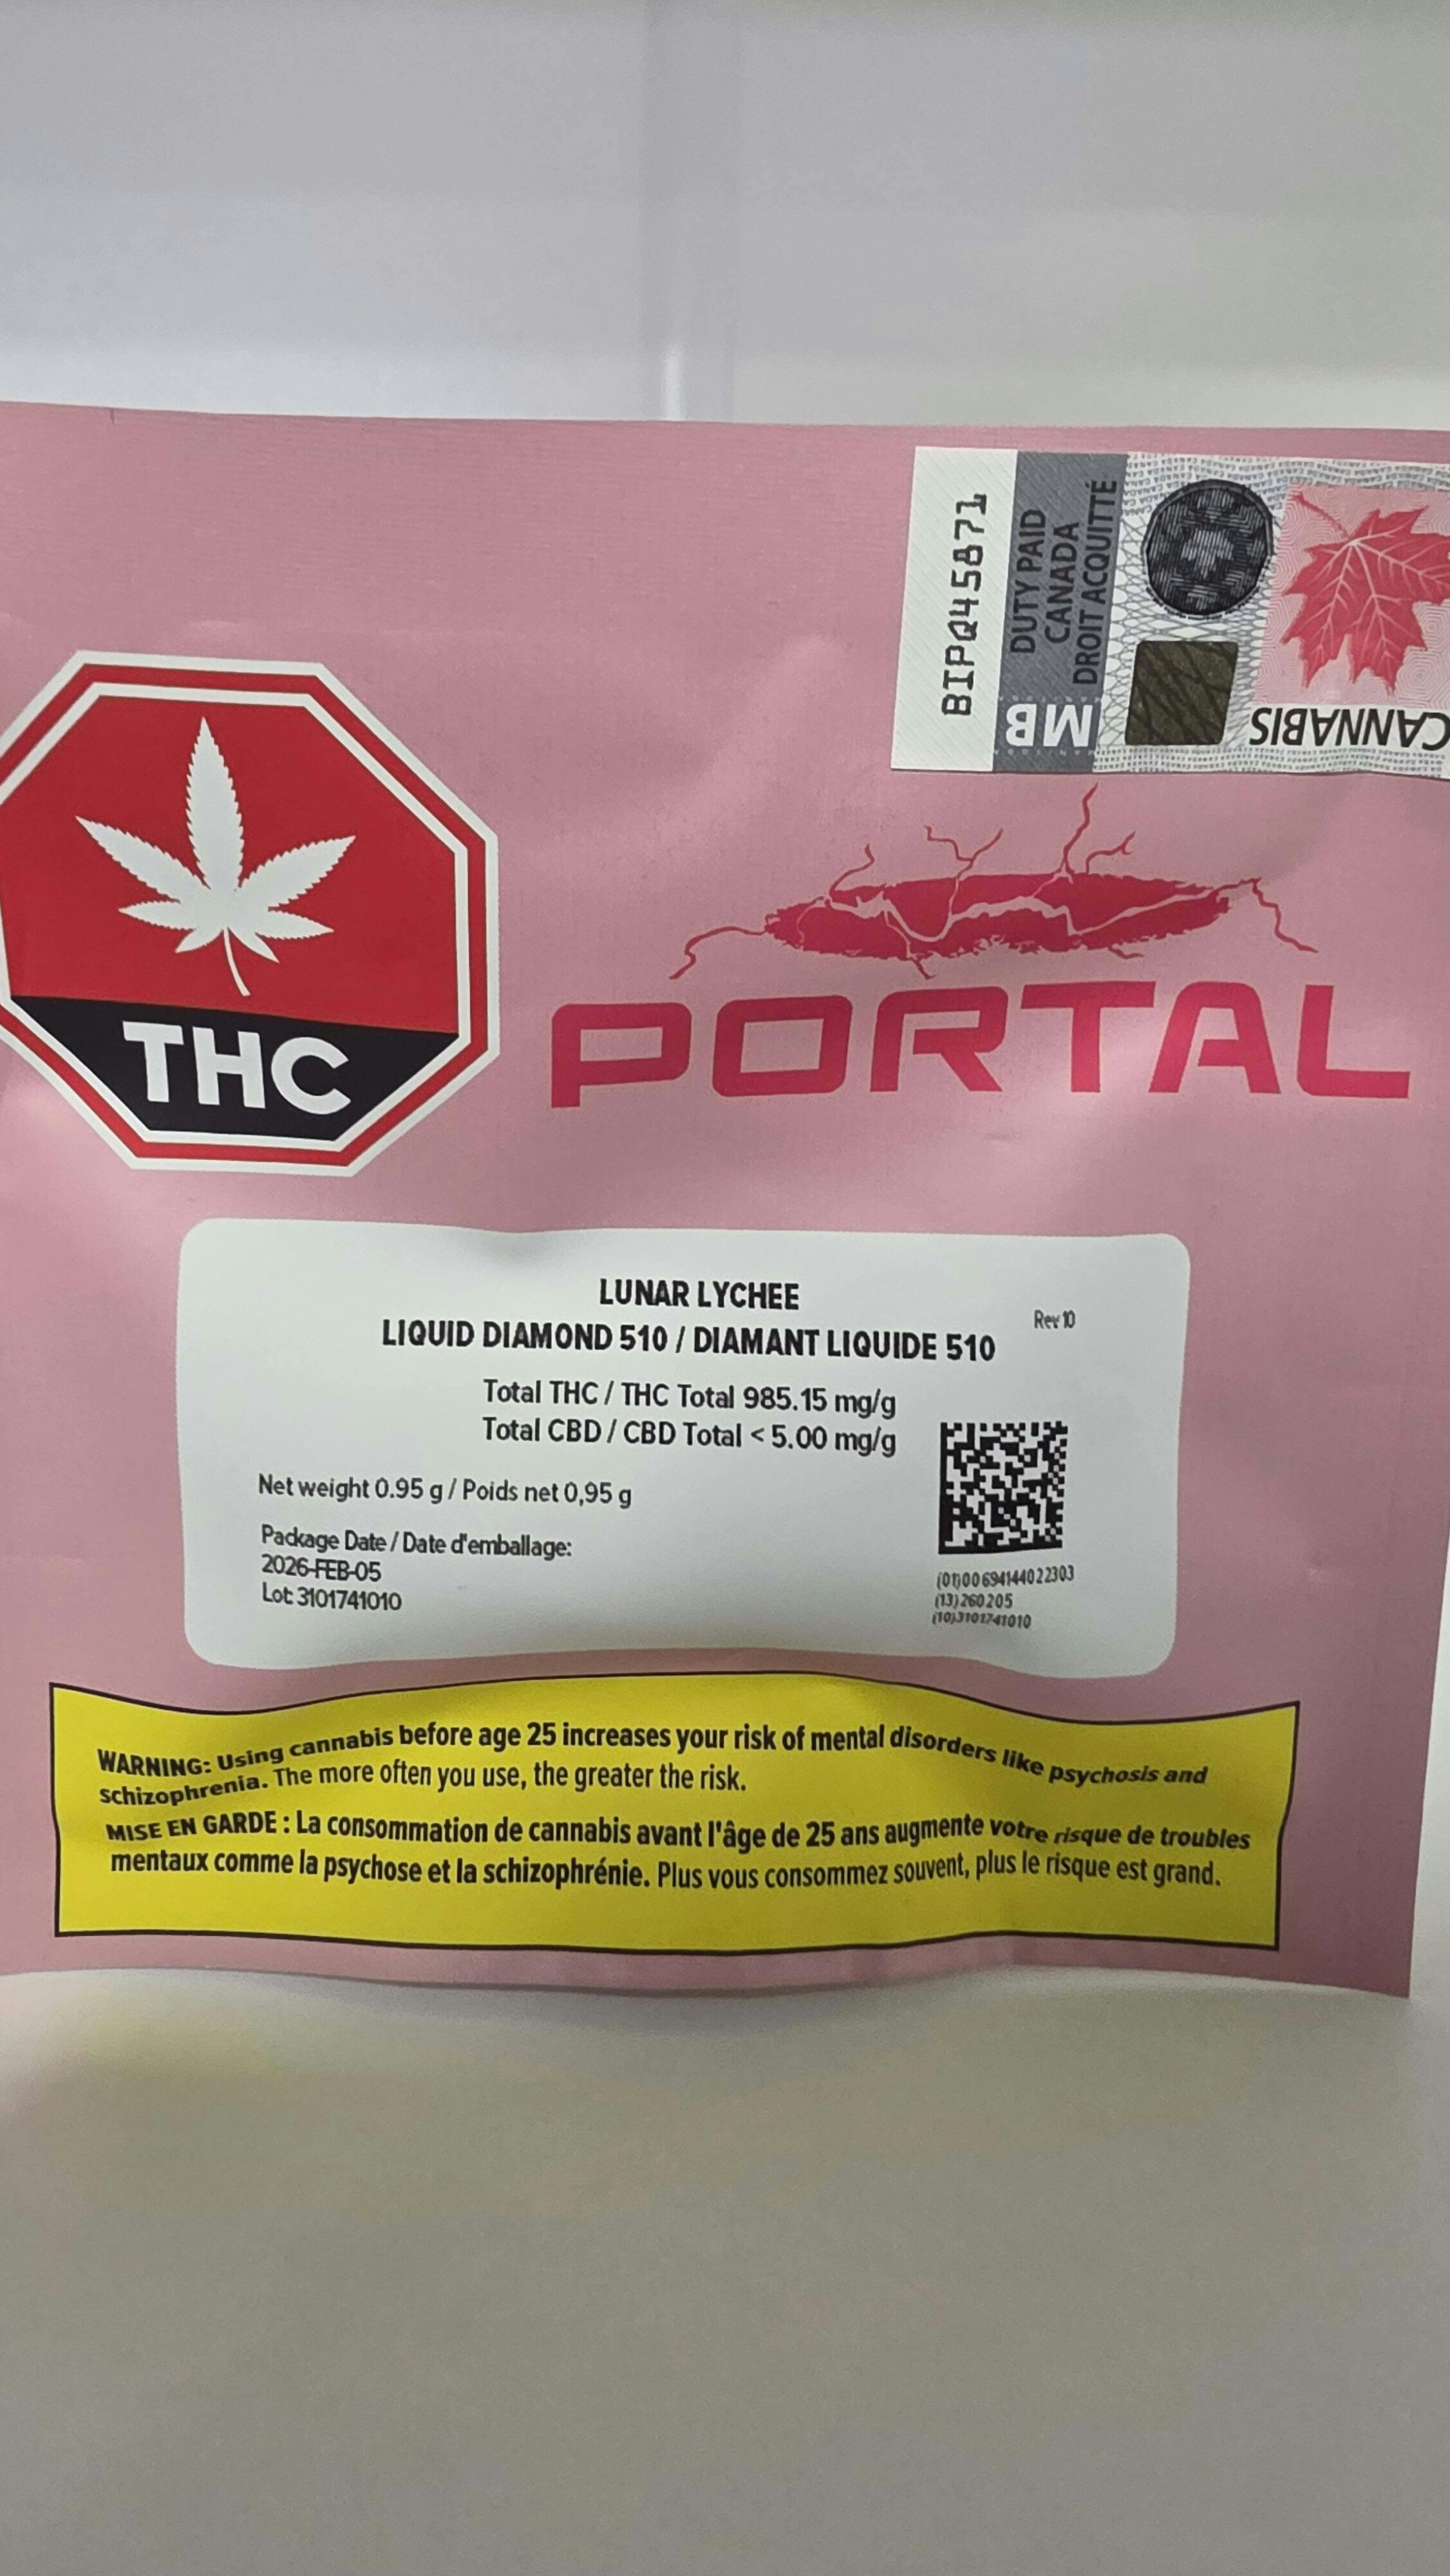 BIPQ45871
DUTY PAID
CANADA
DROIT ACQUITTÉ
MB
CANNABIS
THC
PORTAL
LUNAR LYCHEE
LIQUID DIAMOND 510 / DIAMANT LIQUIDE 510
Rev 10
Total THC / THC Total 985.15 mg/g
Total CBD / CBD Total < 5.00 mg/g
Net weight 0.95 g / Poids net 0,95 g
Package Date / Date d'emballage:
2026-FEB-05
Lot: 3101741010
(01)00694144022303
(13)260205
(10)3101741010
WARNING: Using cannabis before age 25 increases your risk of mental disorders like psychosis and
schizophrenia. The more often you use, the greater the risk.
MISE EN GARDE : La consommation de cannabis avant l'âge de 25 ans augmente votre risque de troubles
mentaux comme la psychose et la schizophrénie. Plus vous consommez souvent, plus le risque est grand.